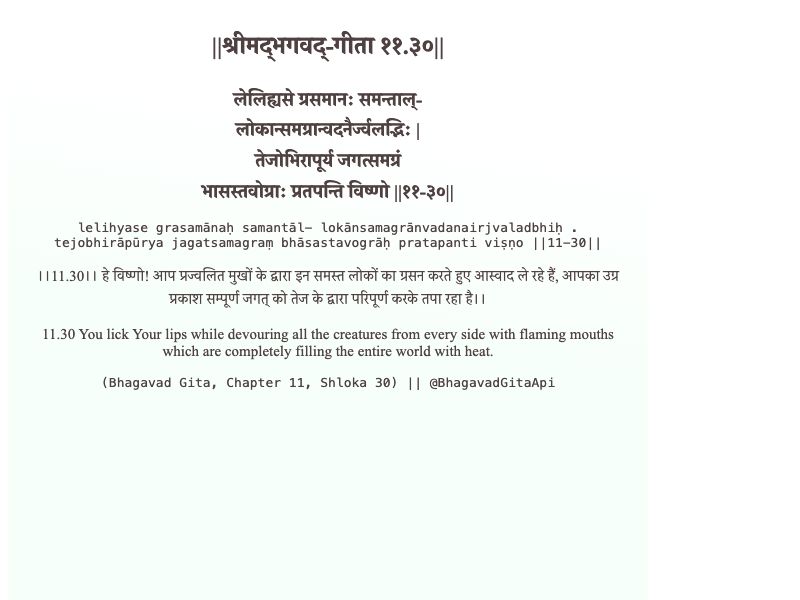 ||श्रीमद्‍भगवद्‍-गीता ११.३०||
लेलिह्यसे ग्रसमानः समन्ताल्-
लोकान्समग्रान्वदनैर्ज्वलद्भिः |
तेजोभिरापूर्य जगत्समग्रं
भासस्तवोग्राः प्रतपन्ति विष्णो ||११-३०||
lelihyase grasamānaḥ samantāl- lokānsamagrānvadanairjvaladbhiḥ .
tejobhirāpūrya jagatsamagraṃ bhāsastavogrāḥ pratapanti viṣṇo ||11-30||
।।11.30।। हे विष्णो! आप प्रज्वलित मुखों के द्वारा इन समस्त लोकों का ग्रसन करते हुए आस्वाद ले रहे हैं, आपका उग्र
प्रकाश सम्पूर्ण जगत् को तेज के द्वारा परिपूर्ण करके तपा रहा है।।
11.30 You lick Your lips while devouring all the creatures from every side with flaming mouths
which are completely filling the entire world with heat.
(Bhagavad Gita, Chapter 11, Shloka 30) || @BhagavadGitaApi